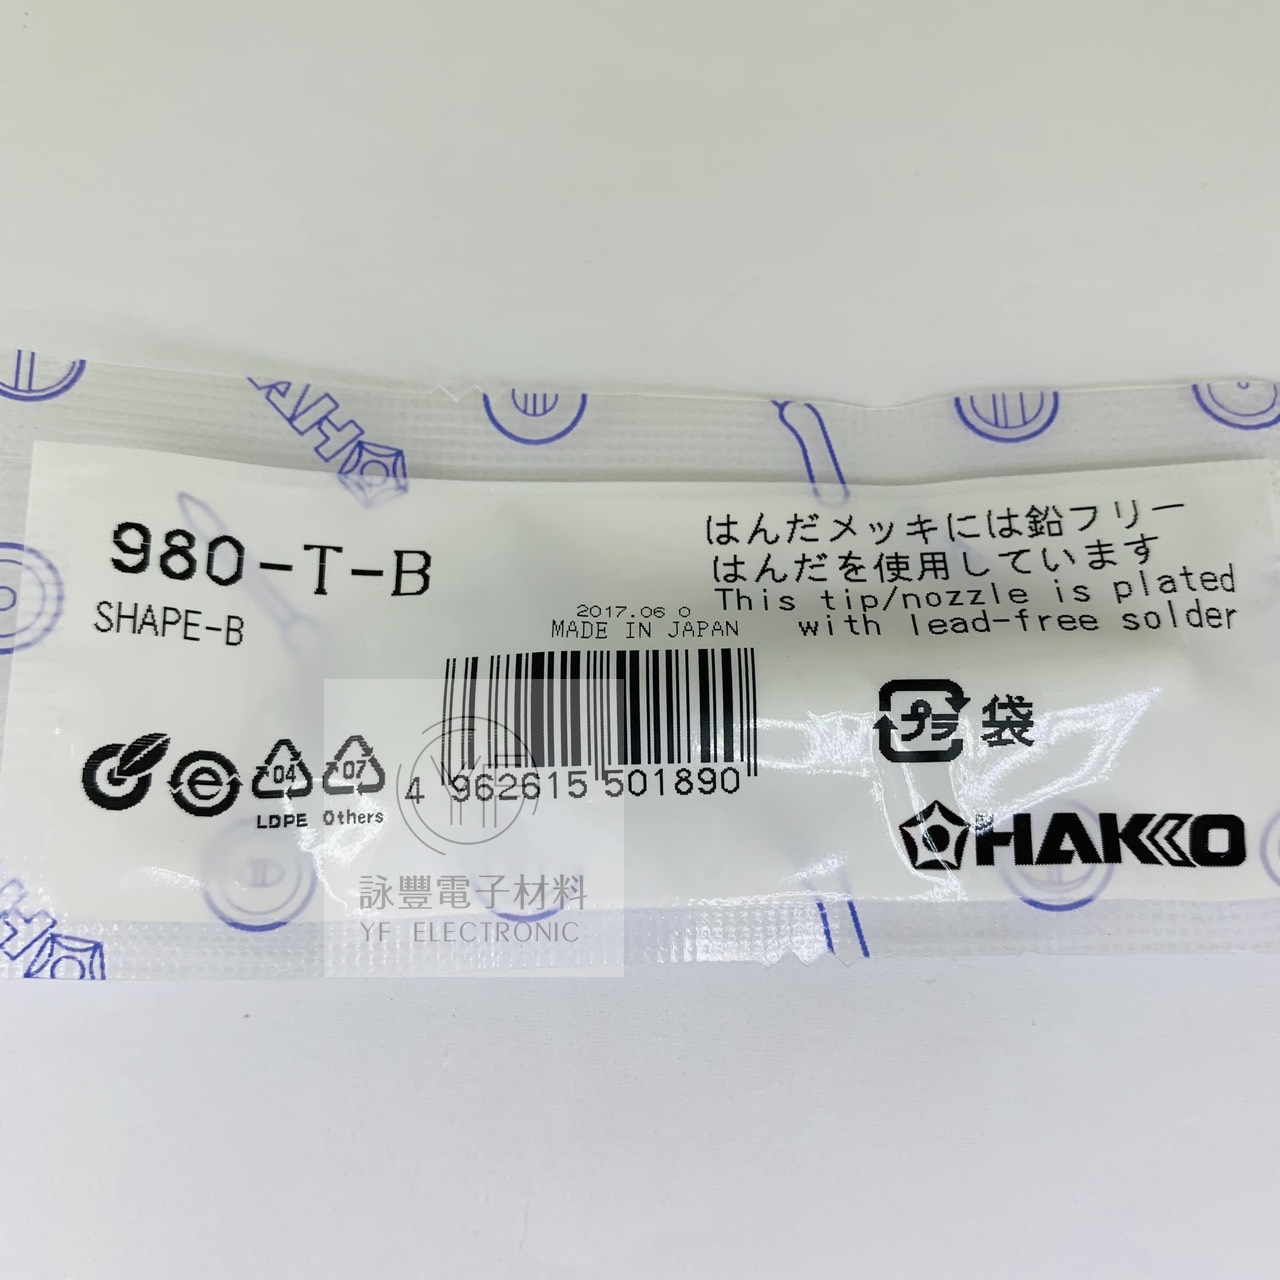 980-T-B
SHAPE-B
はんだメッキには鉛フリー
はんだを使用しています
This tip/nozzle is plated
with lead-free solder
2017.06 O
MADE IN JAPAN
4 962615 501890
04
LDPE
07
Others
プラ 袋
HAKKO
詠豐電子材料
YF ELECTRONIC